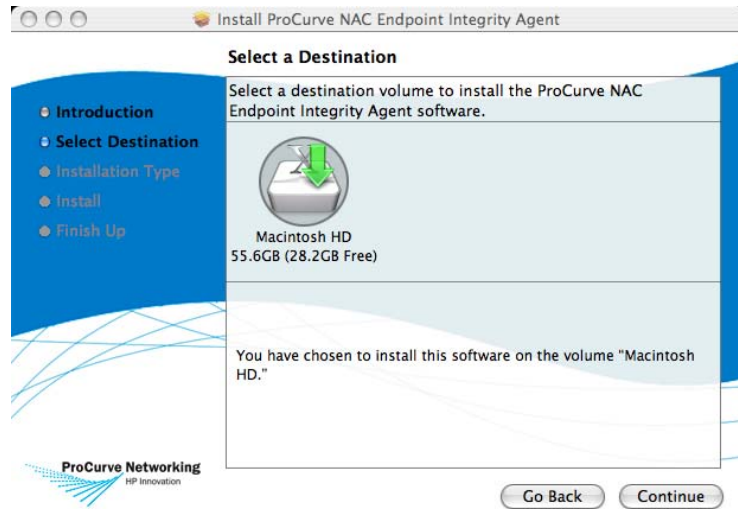 Install ProCurve NAC Endpoint Integrity Agent
Select a Destination
Introduction
Select Destination
Installation Type
Install
Finish Up
Select a destination volume to install the ProCurve NAC
Endpoint Integrity Agent software.
Macintosh HD
55.6GB (28.2GB Free)
You have chosen to install this software on the volume "Macintosh
HD."
ProCurve Networking
HP Innovation
Go Back
Continue